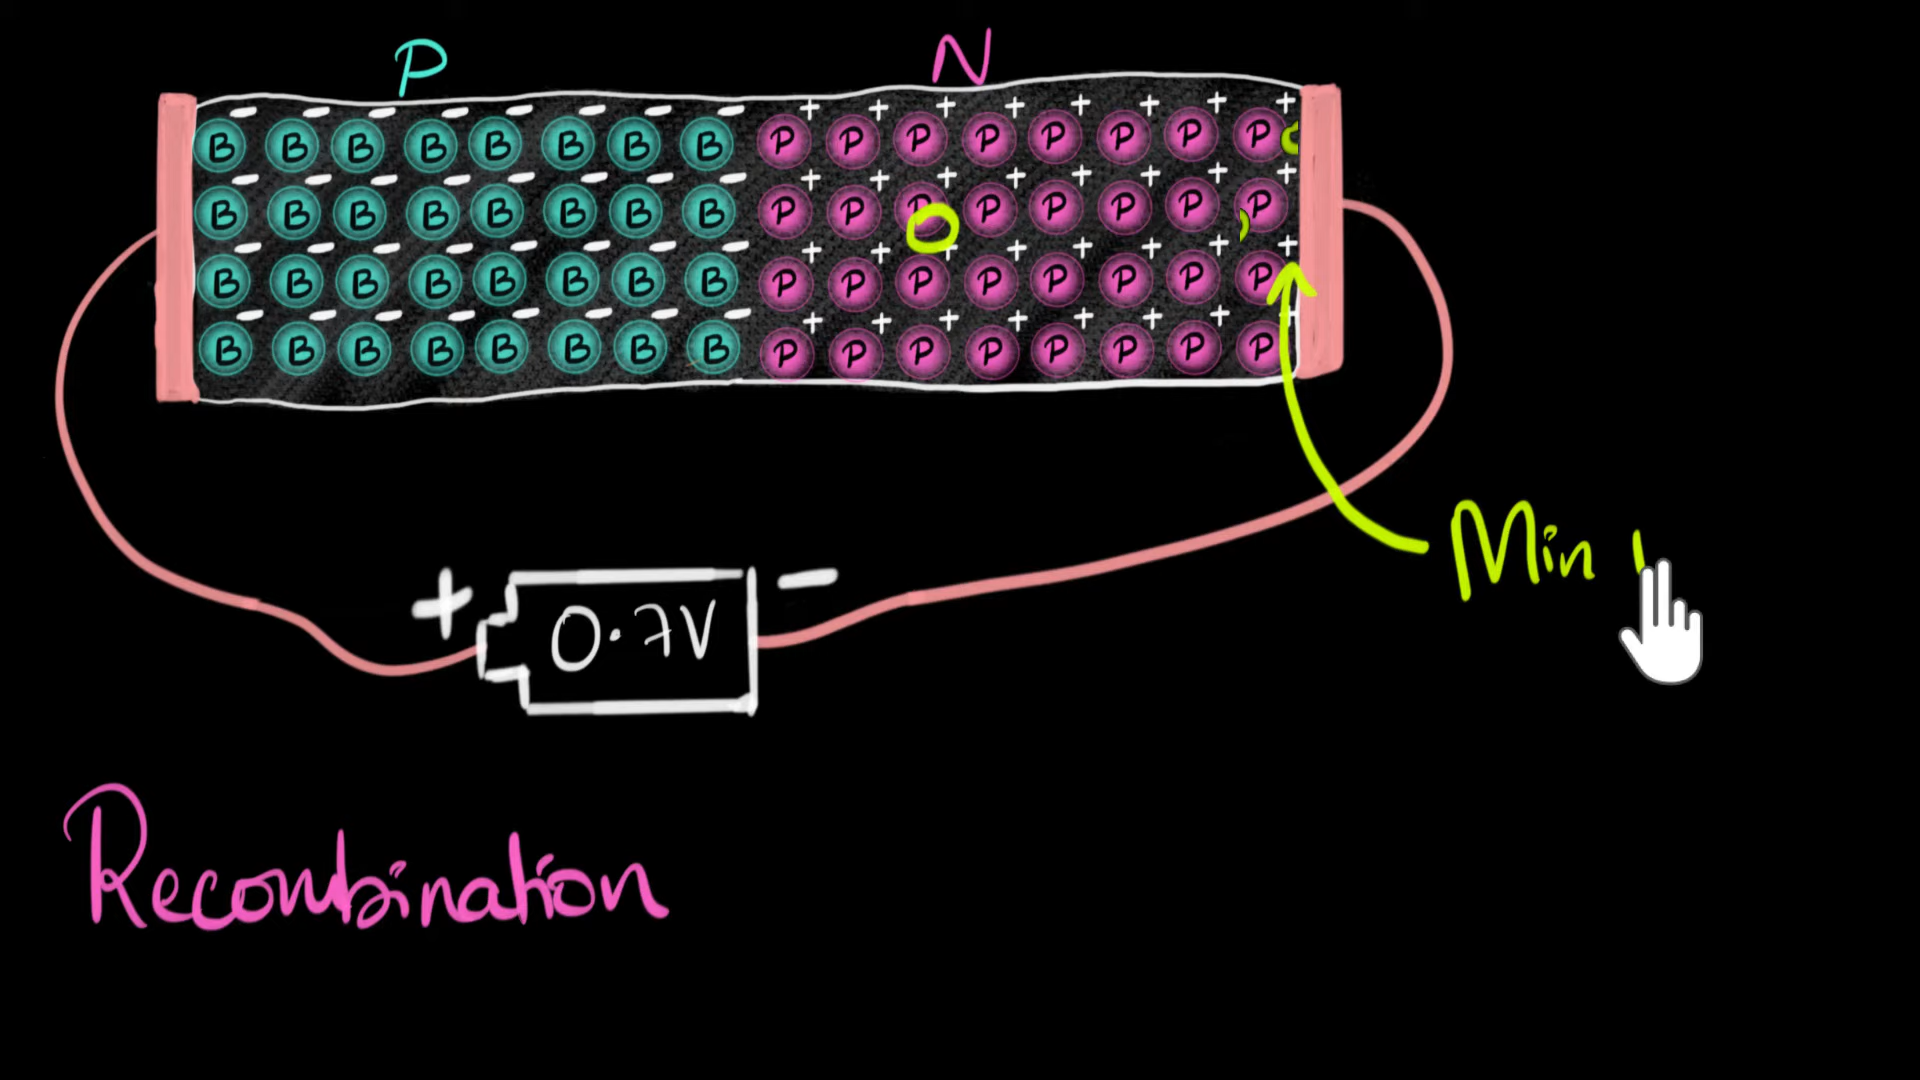 P N
- - - - - - - - + + + + + + + +
B B B B B B B B P P P P P P P P
- - - - - - - - + + + + + + + +
B B B B B B B B P P P P P P P P
- - - - - - - - + + + + + + + +
B B B B B B B B P P P P P P P P
- - - - - - - - + + + + + + + +
B B B B B B B B P P P P P P P P
Min
+ 0.7V -
Recombination